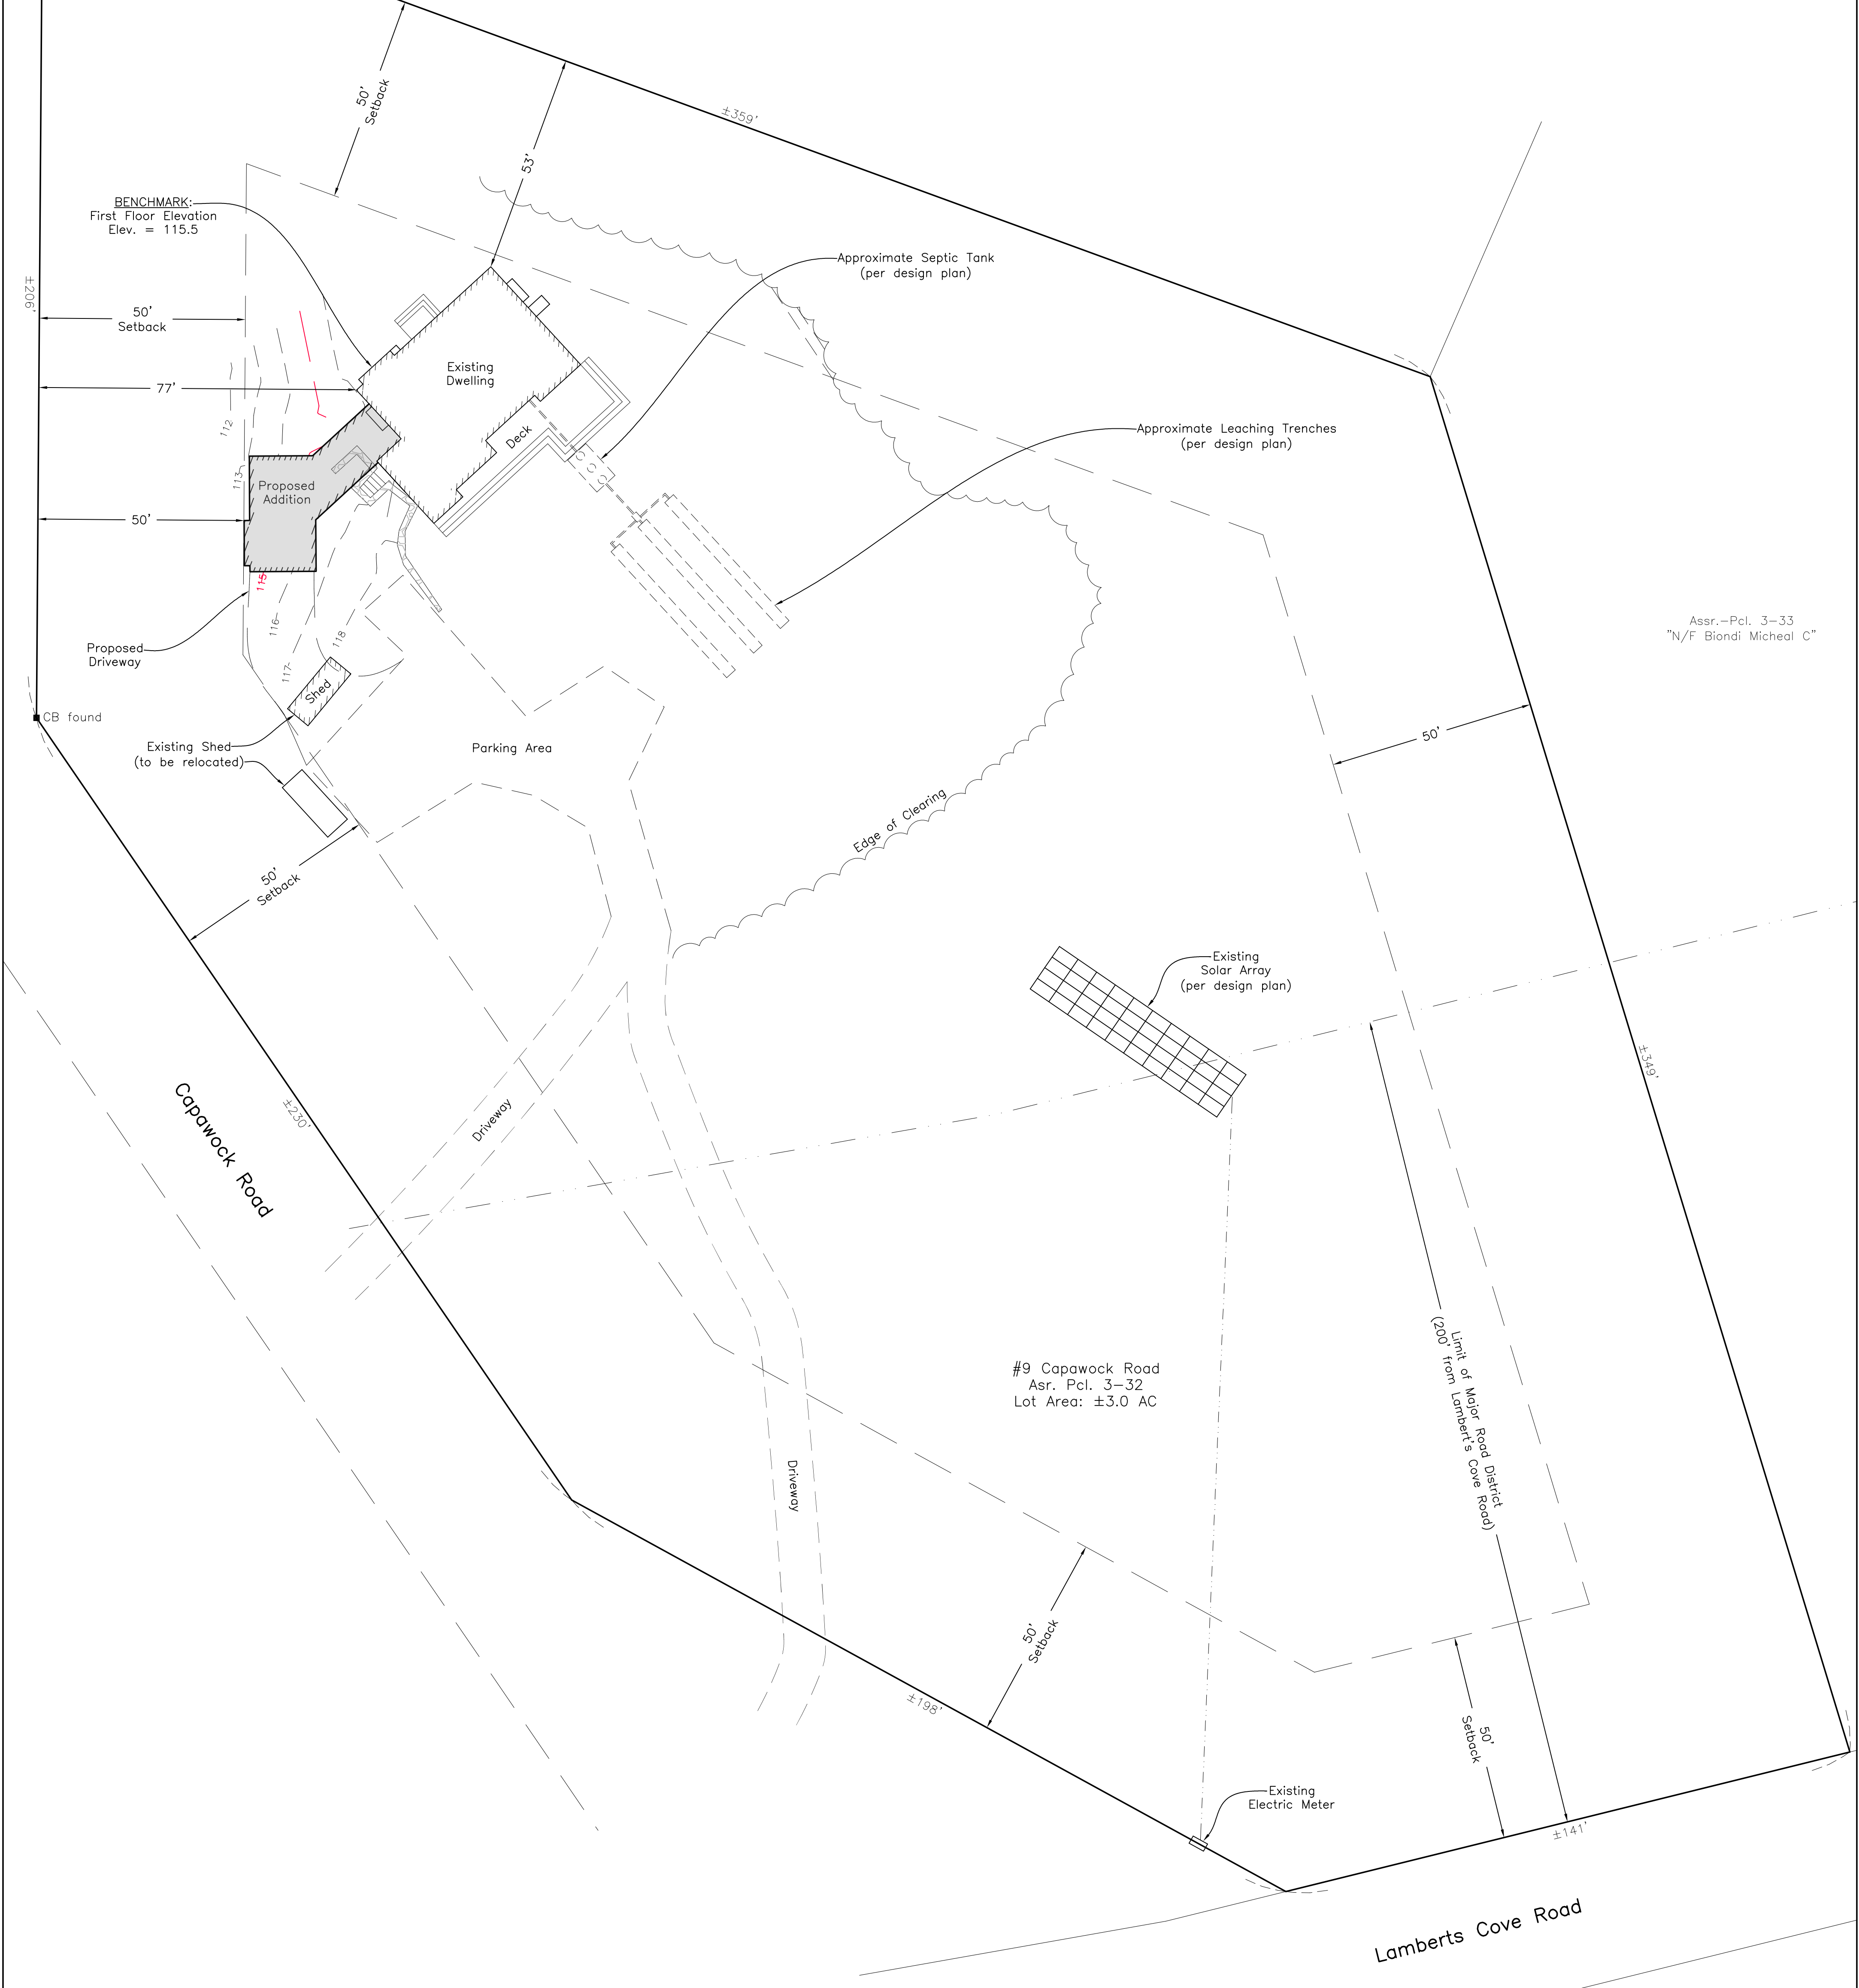 50'
Setback
±359'
53'
BENCHMARK:
First Floor Elevation
Elev. = 115.5
Approximate Septic Tank
(per design plan)
±206'
50'
Setback
Existing
Dwelling
77'
112
Deck
Approximate Leaching Trenches
(per design plan)
113
Proposed
Addition
50'
115
116
118
117
Proposed
Driveway
Shed
Assr.-Pcl. 3-33
"N/F Biondi Micheal C"
CB found
Existing Shed
(to be relocated)
Parking Area
50'
Edge of Clearing
50'
Setback
Existing
Solar Array
(per design plan)
±349'
Capawock Road
±230'
Driveway
#9 Capawock Road
Asr. Pcl. 3-32
Lot Area: ±3.0 AC
Limit of Major Road District
(200' from Lambert's Cove Road)
Driveway
50'
Setback
±198'
50'
Setback
Existing
Electric Meter
±141'
Lamberts Cove Road